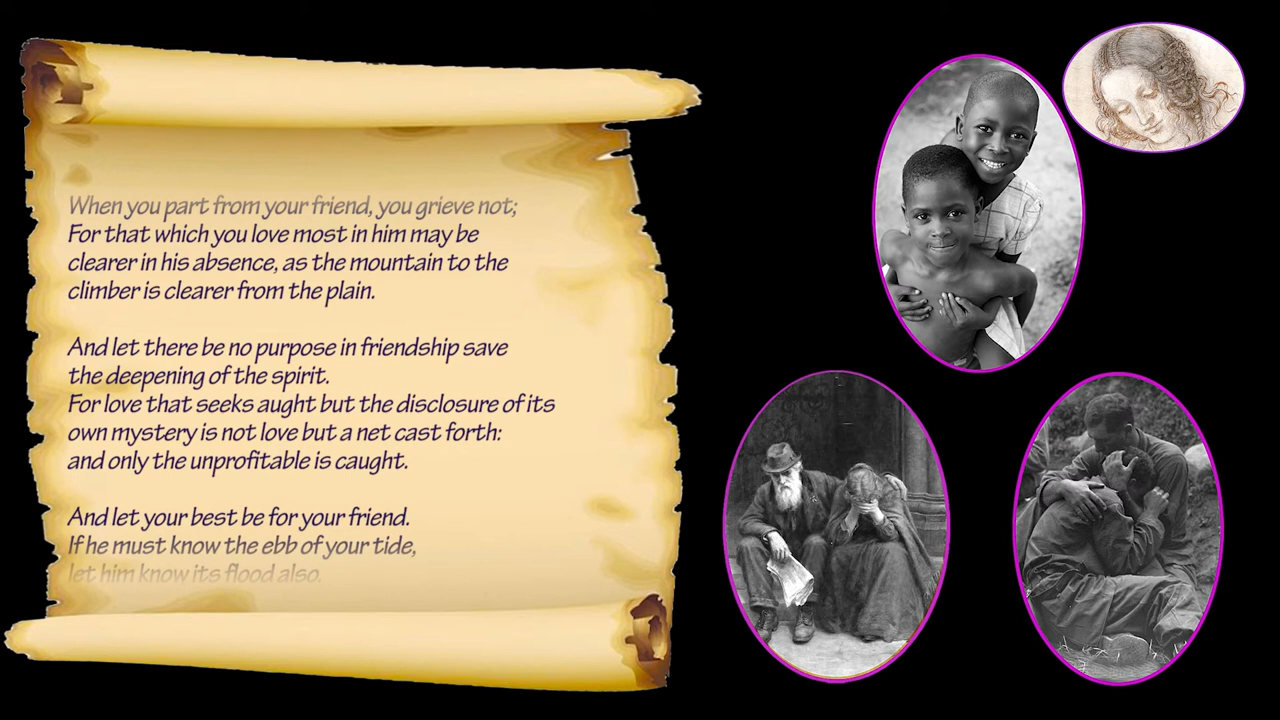 When you part from your friend, you grieve not;
For that which you love most in him may be
clearer in his absence, as the mountain to the
climber is clearer from the plain.
And let there be no purpose in friendship save
the deepening of the spirit.
For love that seeks aught but the disclosure of its
own mystery is not love but a net cast forth:
and only the unprofitable is caught.
And let your best be for your friend.
If he must know the ebb of your tide,
let him know its flood also.